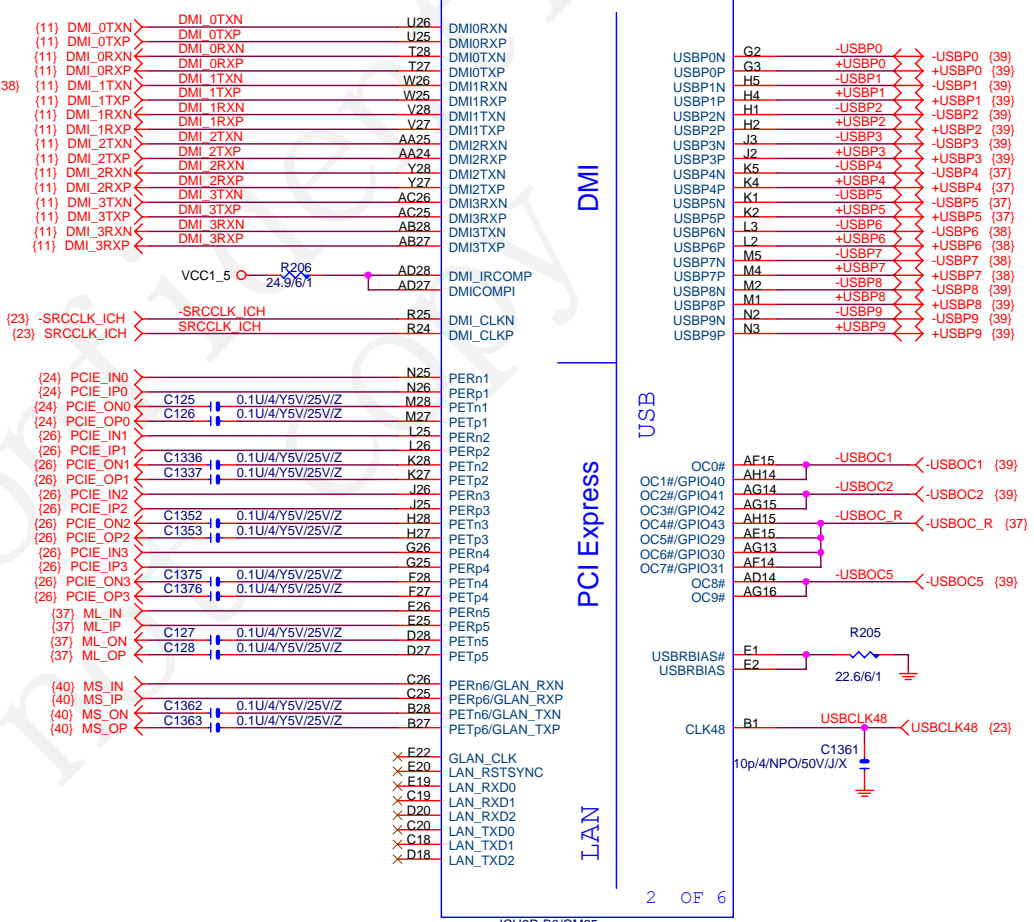 {11} DMI_0TXN DMI_0TXN U26 DMI0RXN
{11} DMI_0TXP DMI_0TXP U25 DMI0RXP
{11} DMI_0RXN DMI_0RXN T28 DMI0TXN
{11} DMI_0RXP DMI_0RXP T27 DMI0TXP
38} {11} DMI_1TXN DMI_1TXN W26 DMI1RXN
{11} DMI_1TXP DMI_1TXP W25 DMI1RXP
{11} DMI_1RXN DMI_1RXN V28 DMI1TXN
{11} DMI_1RXP DMI_1RXP V27 DMI1TXP
{11} DMI_2TXN DMI_2TXN AA25 DMI2RXN
{11} DMI_2TXP DMI_2TXP AA24 DMI2RXP
{11} DMI_2RXN DMI_2RXN Y28 DMI2TXN
{11} DMI_2RXP DMI_2RXP Y27 DMI2TXP
{11} DMI_3TXN DMI_3TXN AC26 DMI3RXN
{11} DMI_3TXP DMI_3TXP AC25 DMI3RXP
{11} DMI_3RXN DMI_3RXN AB28 DMI3TXN
{11} DMI_3RXP DMI_3RXP AB27 DMI3TXP
VCC1_5 R206 AD28 DMI_IRCOMP
24.9/6/1 AD27 DMICOMPI
{23} -SRCCLK_ICH -SRCCLK_ICH R25 DMI_CLKN
{23} SRCCLK_ICH SRCCLK_ICH R24 DMI_CLKP
DMI
{24} PCIE_IN0 N25 PERn1
{24} PCIE_IP0 N26 PERp1
{24} PCIE_ON0 C125 0.1U/4/Y5V/25V/Z M28 PETn1
{24} PCIE_OP0 C126 0.1U/4/Y5V/25V/Z M27 PETp1
{26} PCIE_IN1 L25 PERn2
{26} PCIE_IP1 L26 PERp2
{26} PCIE_ON1 C1336 0.1U/4/Y5V/25V/Z K28 PETn2
{26} PCIE_OP1 C1337 0.1U/4/Y5V/25V/Z K27 PETp2
{26} PCIE_IN2 J26 PERn3
{26} PCIE_IP2 J25 PERp3
{26} PCIE_ON2 C1352 0.1U/4/Y5V/25V/Z H28 PETn3
{26} PCIE_OP2 C1353 0.1U/4/Y5V/25V/Z H27 PETp3
{26} PCIE_IN3 G26 PERn4
{26} PCIE_IP3 G25 PERp4
{26} PCIE_ON3 C1375 0.1U/4/Y5V/25V/Z F28 PETn4
{26} PCIE_OP3 C1376 0.1U/4/Y5V/25V/Z F27 PETp4
{37} ML_IN E26 PERn5
{37} ML_IP E25 PERp5
{37} ML_ON C127 0.1U/4/Y5V/25V/Z D28 PETn5
{37} ML_OP C128 0.1U/4/Y5V/25V/Z D27 PETp5
{40} MS_IN C26 PERn6/GLAN_RXN
{40} MS_IP C25 PERp6/GLAN_RXP
{40} MS_ON C1362 0.1U/4/Y5V/25V/Z B28 PETn6/GLAN_TXN
{40} MS_OP C1363 0.1U/4/Y5V/25V/Z B27 PETp6/GLAN_TXP
PCI Express
E22 GLAN_CLK
E20 LAN_RSTSYNC
E19 LAN_RXD0
C19 LAN_RXD1
D20 LAN_RXD2
C20 LAN_TXD0
C18 LAN_TXD1
D18 LAN_TXD2
LAN
USBP0N G2 -USBP0 -USBP0 {39}
USBP0P G3 +USBP0 +USBP0 {39}
USBP1N H5 -USBP1 -USBP1 {39}
USBP1P H4 +USBP1 +USBP1 {39}
USBP2N H1 -USBP2 -USBP2 {39}
USBP2P H2 +USBP2 +USBP2 {39}
USBP3N J3 -USBP3 -USBP3 {39}
USBP3P J2 +USBP3 +USBP3 {39}
USBP4N K5 -USBP4 -USBP4 {37}
USBP4P K4 +USBP4 +USBP4 {37}
USBP5N K1 -USBP5 -USBP5 {37}
USBP5P K2 +USBP5 +USBP5 {37}
USBP6N L3 -USBP6 -USBP6 {38}
USBP6P L2 +USBP6 +USBP6 {38}
USBP7N M5 -USBP7 -USBP7 {38}
USBP7P M4 +USBP7 +USBP7 {38}
USBP8N M2 -USBP8 -USBP8 {39}
USBP8P M1 +USBP8 +USBP8 {39}
USBP9N N2 -USBP9 -USBP9 {39}
USBP9P N3 +USBP9 +USBP9 {39}
USB
OC0# AF15 -USBOC1 -USBOC1 {39}
OC1#/GPIO40 AH14
OC2#/GPIO41 AG14 -USBOC2 -USBOC2 {39}
OC3#/GPIO42 AG15
OC4#/GPIO43 AH15 -USBOC_R -USBOC_R {37}
OC5#/GPIO29 AE15
OC6#/GPIO30 AG13
OC7#/GPIO31 AF14
OC8# AD14 -USBOC5 -USBOC5 {39}
OC9# AG16
USBRBIAS# E1 R205
USBRBIAS E2 22.6/6/1
CLK48 B1 USBCLK48 USBCLK48 {23}
C1361
10p/4/NPO/50V/J/X
2 OF 6